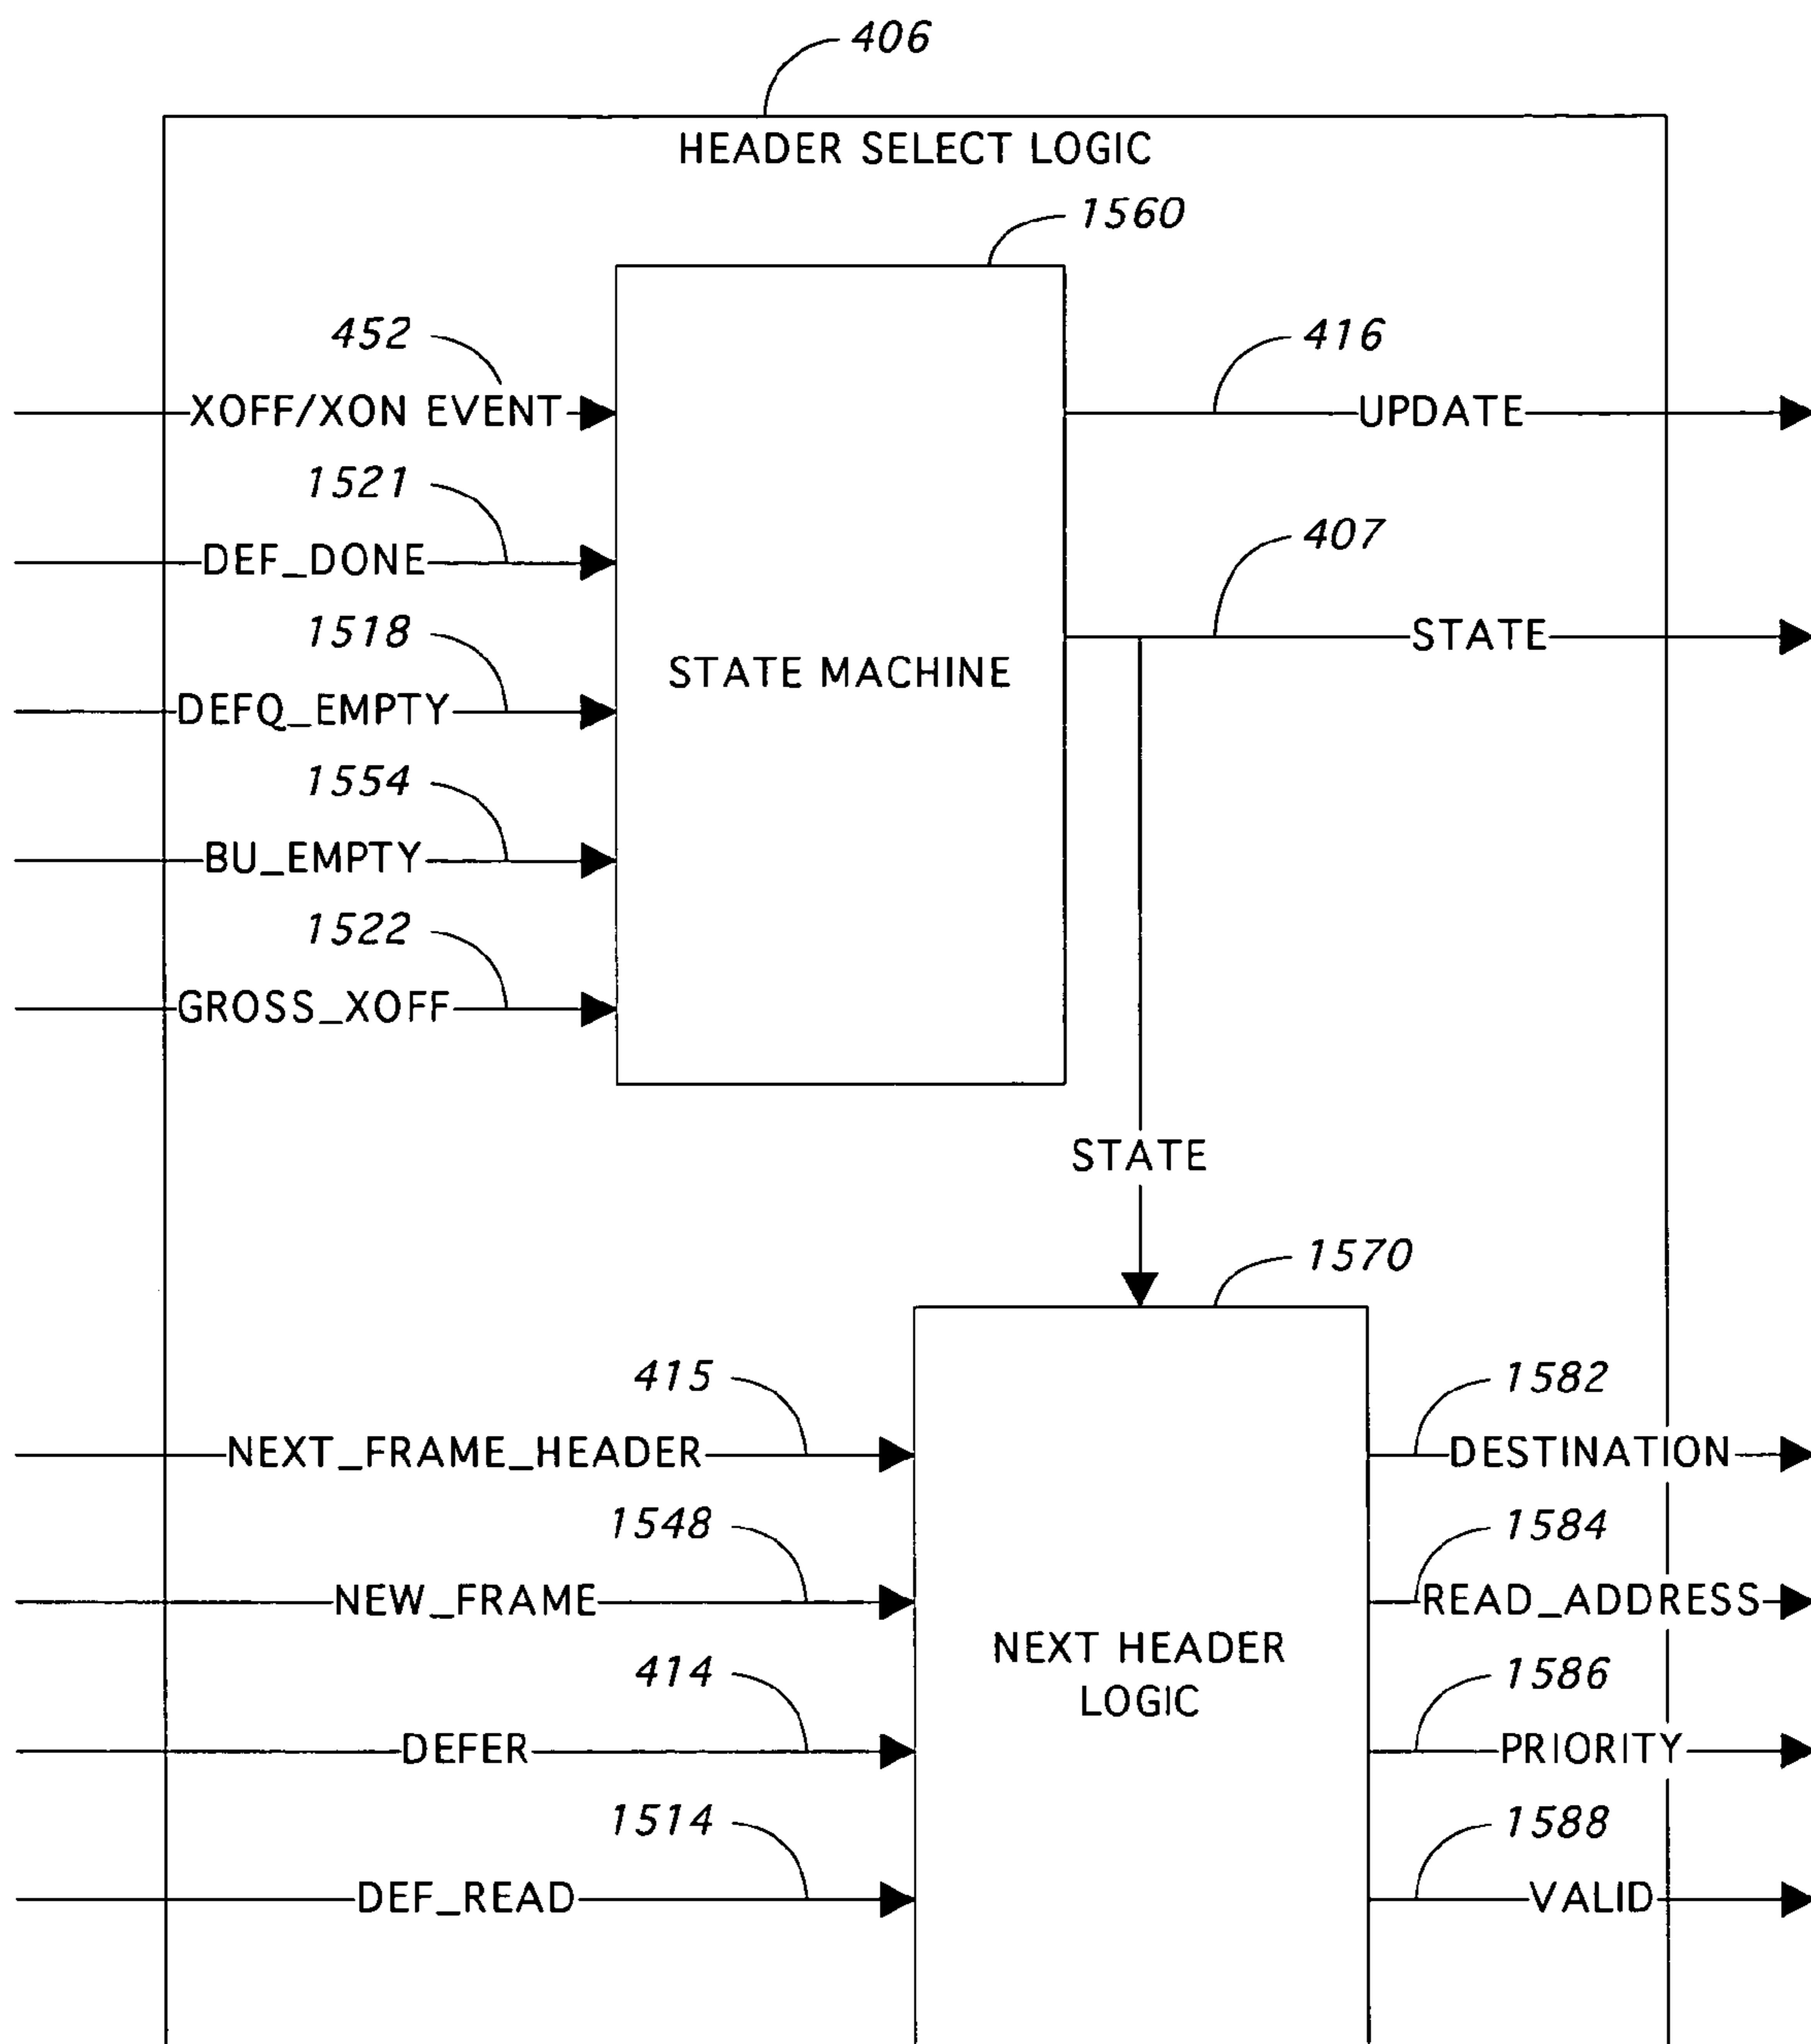 406
HEADER SELECT LOGIC
1560
452
416
XOFF/XON EVENT
UPDATE
1521
407
DEF_DONE
STATE
1518
STATE MACHINE
DEFQ_EMPTY
1554
BU_EMPTY
1522
GROSS_XOFF
STATE
1570
415
1582
NEXT_FRAME_HEADER
DESTINATION
1548
1584
NEW_FRAME
READ_ADDRESS
NEXT HEADER
LOGIC
414
1586
DEFER
PRIORITY
1514
1588
DEF_READ
VALID